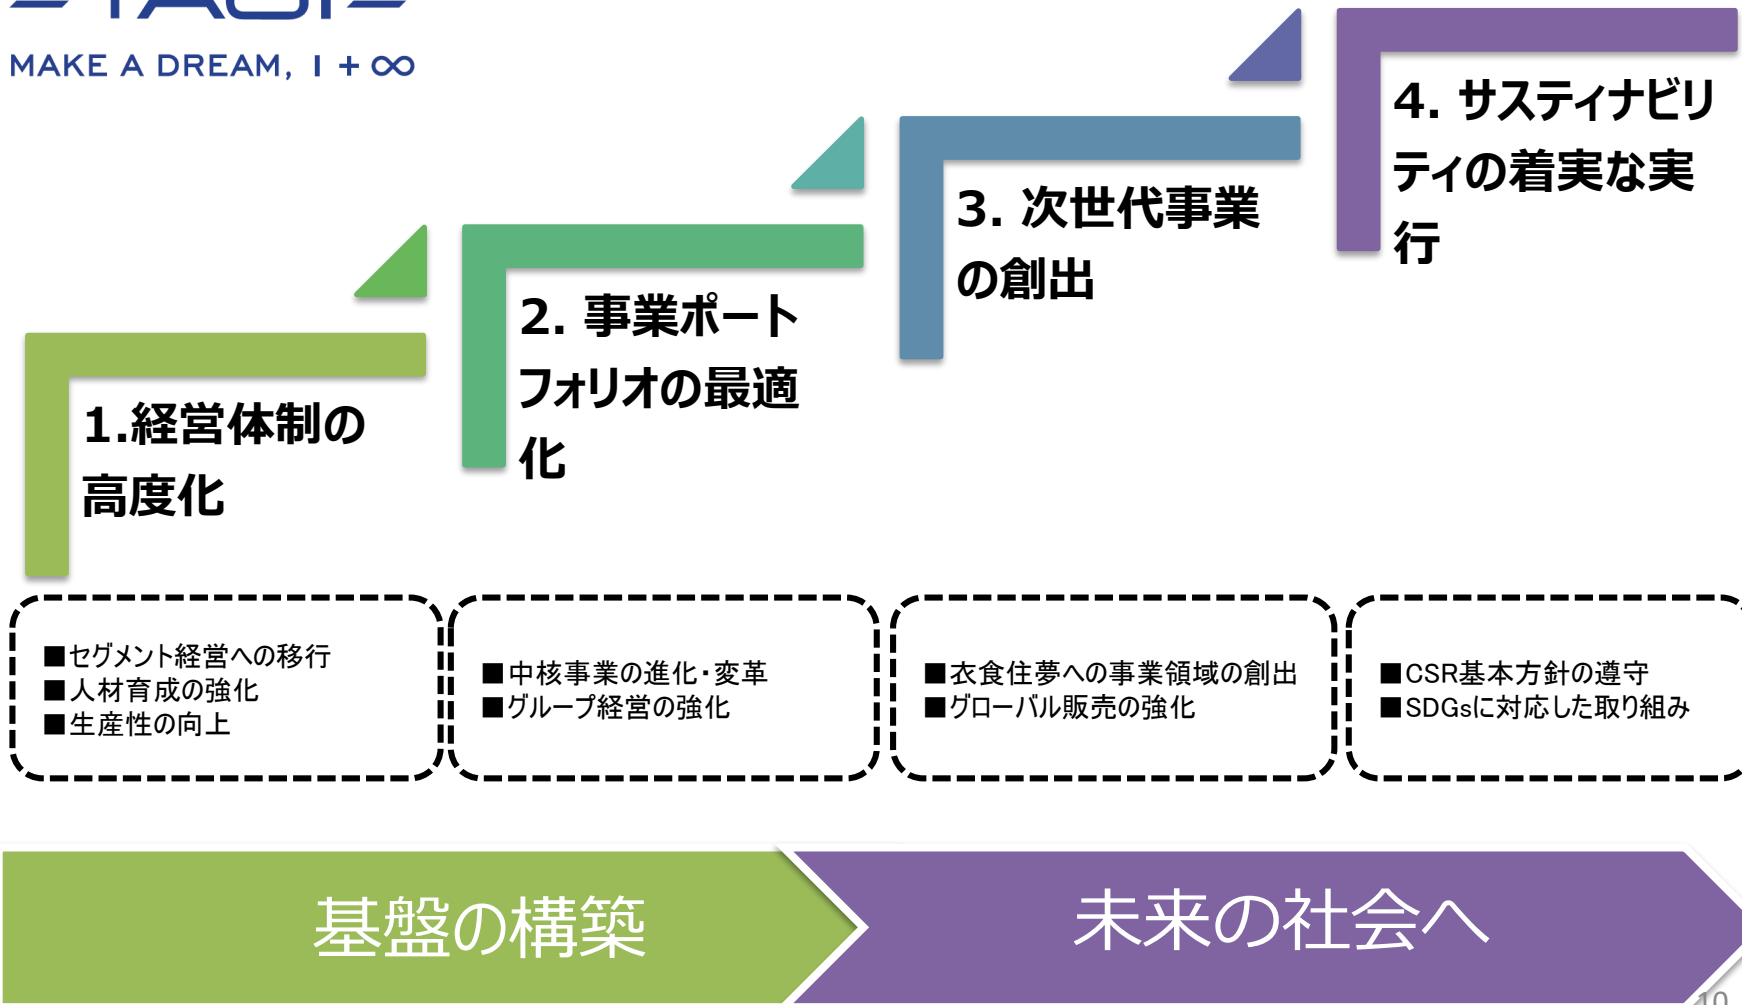 MAKE A DREAM, 1 + ∞
1.経営体制の
高度化
2. 事業ポート
フォリオの最適
化
3. 次世代事業
の創出
4. サスティナビリ
ティの着実な実
行
■セグメント経営への移行
■人材育成の強化
■生産性の向上
■中核事業の進化・変革
■グループ経営の強化
■衣食住夢への事業領域の創出
■グローバル販売の強化
■CSR基本方針の遵守
■SDGsに対応した取り組み
基盤の構築
未来の社会へ
10